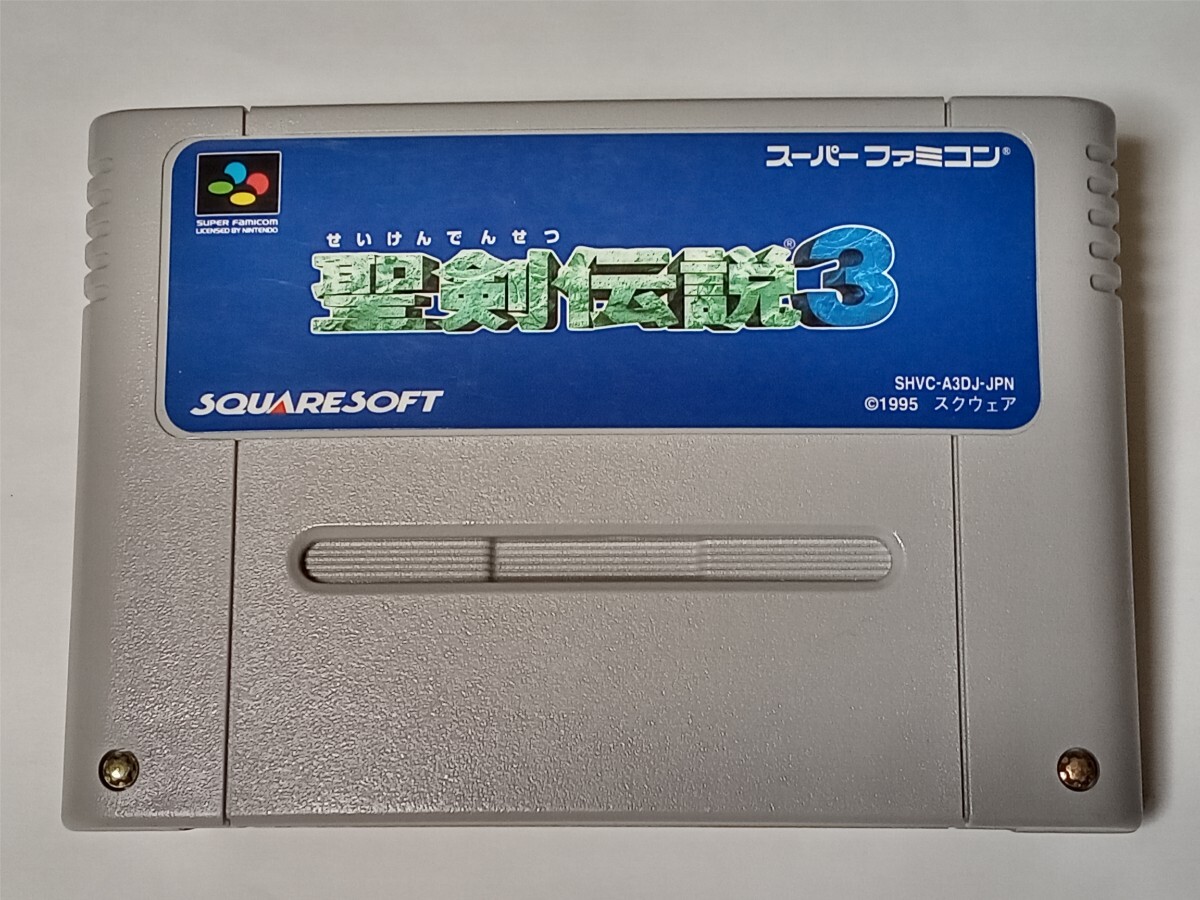 スーパーファミコン®
SUPER FAMICOM
LICENSED BY NINTENDO
せいけんでんせつ
聖剣伝説®3
SHVC-A3DJ-JPN
SQUARESOFT
©1995 スクウェア